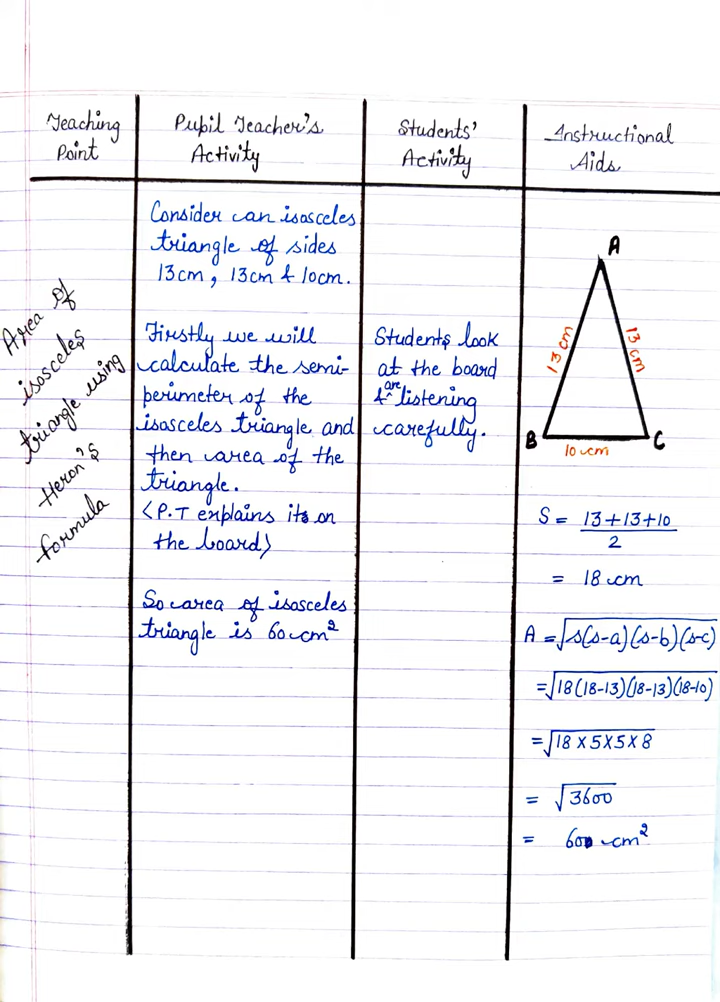 Teaching
Point
Pupil Teacher's
Activity
Students'
Activity
Instructional
Aids
Area of
isosceles
triangle using
Heron's
formula
Consider an isosceles
triangle of sides
13cm, 13cm & 10cm.
Firstly we will
calculate the semi-
perimeter of the
isosceles triangle and
then area of the
triangle.
<P.T explains its on
the board>
So area of isosceles
triangle is 60 cm²
Students look
at the board
& are listening
carefully.
A
13 cm
13 cm
B
C
10 cm
S = 13+13+10
2
= 18 cm
A = √s(s-a)(s-b)(s-c)
= √18(18-13)(18-13)(18-10)
= √18 × 5 × 5 × 8
= √3600
= 60 cm²